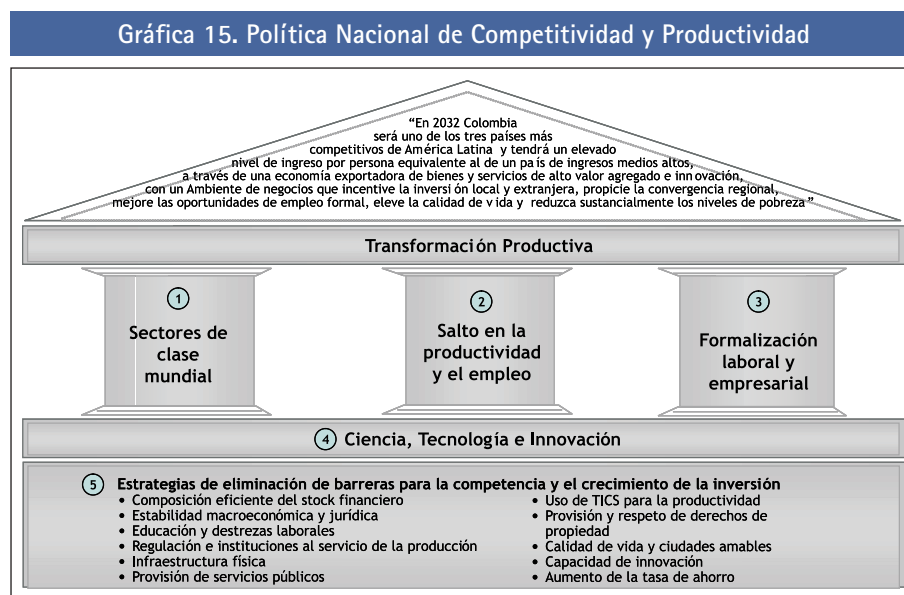 Gráfica 15. Política Nacional de Competitividad y Productividad
“En 2032 Colombia
será uno de los tres países más
competitivos de América Latina y tendrá un elevado
nivel de ingreso por persona equivalente al de un país de ingresos medios altos,
a través de una economía exportadora de bienes y servicios de alto valor agregado e innovación,
con un Ambiente de negocios que incentive la inversión local y extranjera, propicie la convergencia regional,
mejore las oportunidades de empleo formal, eleve la calidad de vida y reduzca sustancialmente los niveles de pobreza”
Transformación Productiva
1
Sectores de
clase
mundial
2
Salto en la
productividad
y el empleo
3
Formalización
laboral y
empresarial
4 Ciencia, Tecnología e Innovación
5 Estrategias de eliminación de barreras para la competencia y el crecimiento de la inversión
• Composición eficiente del stock financiero
• Estabilidad macroeconómica y jurídica
• Educación y destrezas laborales
• Regulación e instituciones al servicio de la producción
• Infraestructura física
• Provisión de servicios públicos
• Uso de TICS para la productividad
• Provisión y respeto de derechos de
propiedad
• Calidad de vida y ciudades amables
• Capacidad de innovación
• Aumento de la tasa de ahorro